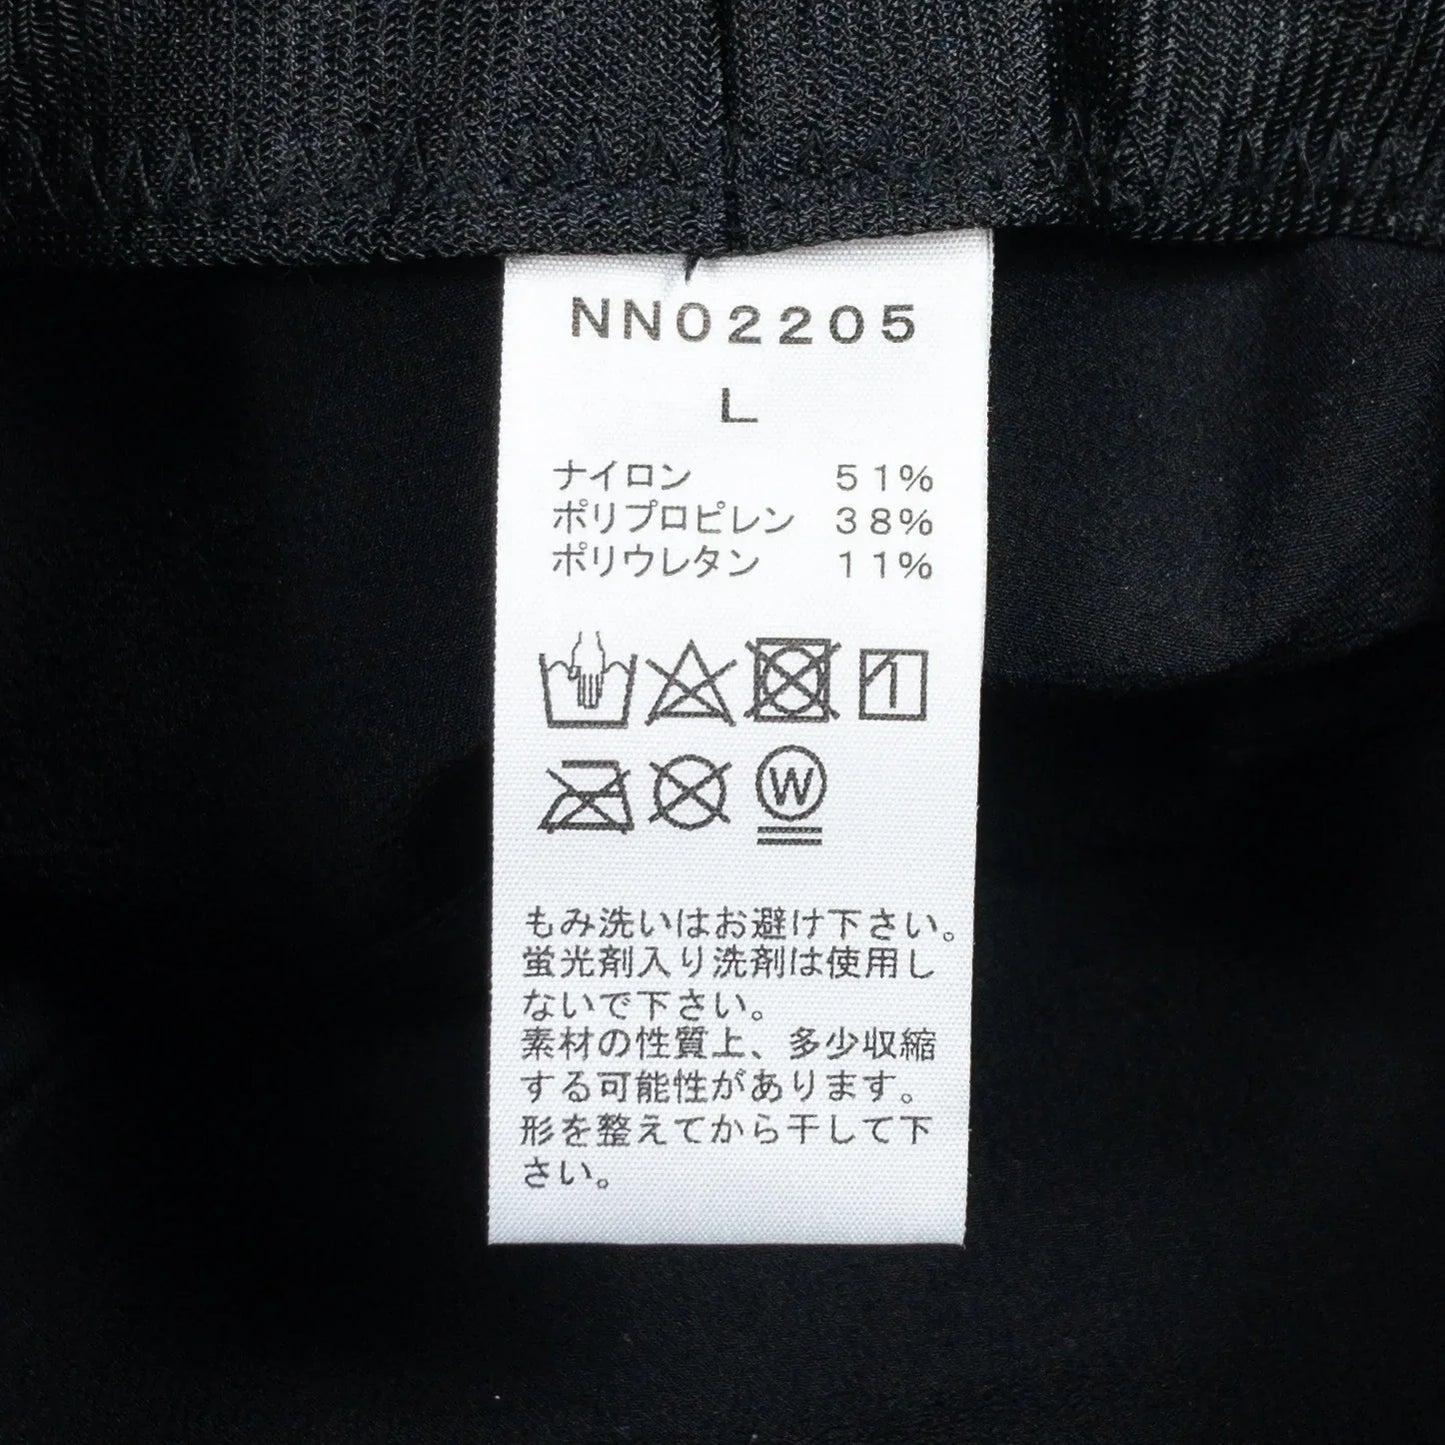 NN02205
L
ナイロン 51%
ポリプロピレン 38%
ポリウレタン 11%
W
もみ洗いはお避け下さい。
蛍光剤入り洗剤は使用し
ないで下さい。
素材の性質上、多少収縮
する可能性があります。
形を整えてから干して下
さい。